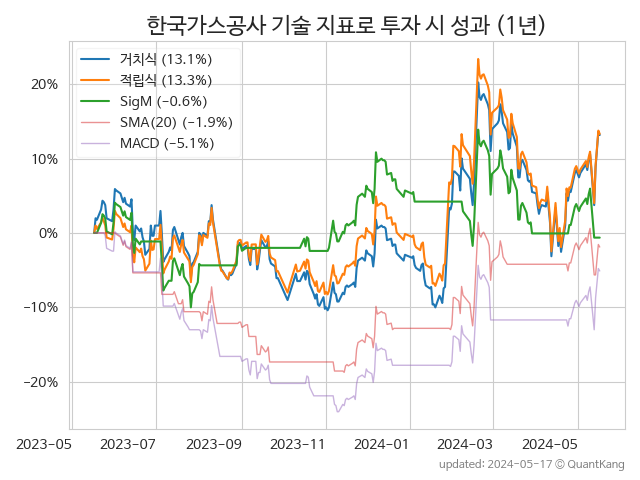 한국가스공사 기술 지표로 투자 시 성과 (1년)
거치식 (13.1%)
적립식 (13.3%)
SigM (−0.6%)
SMA(20) (−1.9%)
MACD (−5.1%)
20%
10%
0%
−10%
−20%
2023−05 2023−07 2023−09 2023−11 2024−01 2024−03 2024−05
updated: 2024−05−17 ⓒ QuantKang